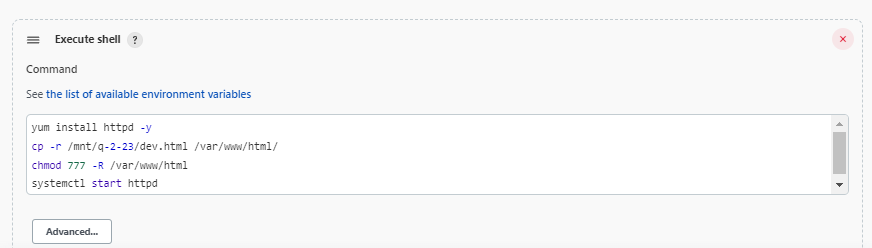 Execute shell ?
Command
See the list of available environment variables
yum install httpd -y
cp -r /mnt/q-2-23/dev.html /var/www/html/
chmod 777 -R /var/www/html
systemctl start httpd
Advanced...